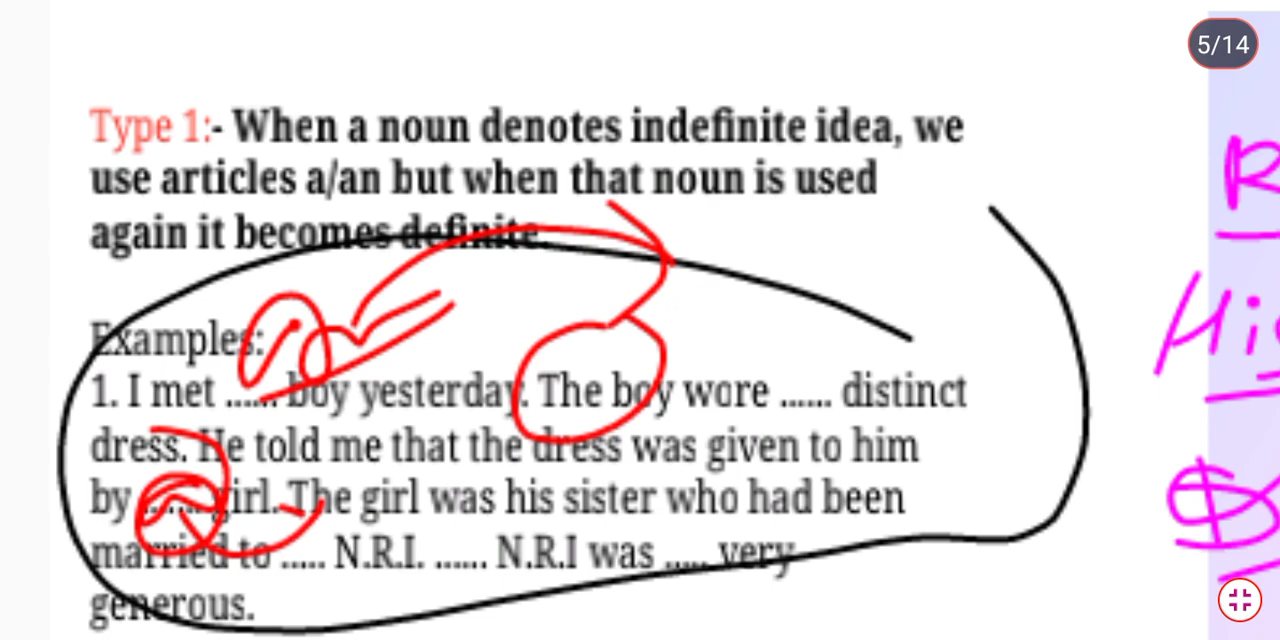 5/14
Type 1:- When a noun denotes indefinite idea, we
use articles a/an but when that noun is used
again it becomes definite.
Examples:
1. I met ...... boy yesterday. The boy wore ...... distinct
dress. He told me that the dress was given to him
by ...... girl. The girl was his sister who had been
married to ..... N.R.I. ...... N.R.I was ..... very
generous.
R
Hi